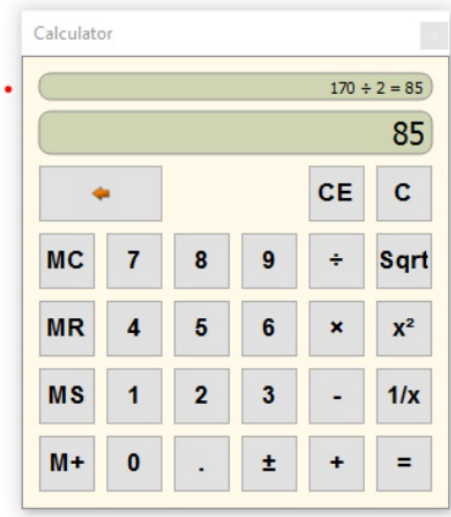 Calculator
170 ÷ 2 = 85
85
CE C
MC 7 8 9 ÷ Sqrt
MR 4 5 6 × x²
MS 1 2 3 - 1/x
M+ 0 . ± + =